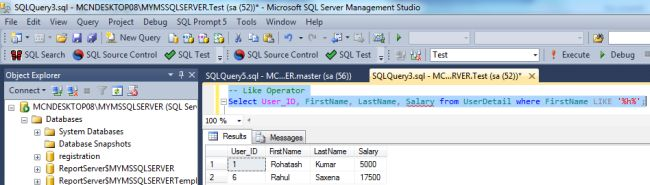 SQLQuery3.sql - MCNDESKTOP08\MYMSSQLSERVER.Test (sa (52))* - Microsoft SQL Server Management Studio
File Edit View Query Project Debug SQL Prompt 5 Tools Window Help
New Query
SQL Search SQL Source Control SQL Test SQL Source Control SQL Test Test Execute Debug
Object Explorer
SQLQuery5.sql - MC...ER.master (sa (56)) SQLQuery3.sql - MC...RVER.Test (sa (52))*
Connect
-- Like Operator
MCNDESKTOP08\MYMSSQLSERVER (SQL Serv
Select User_ID, FirstName, LastName, Salary from UserDetail where FirstName LIKE '%h%';
Databases
System Databases
100 %
Database Snapshots
Results Messages
registration
User_ID FirstName LastName Salary
ReportServer$MYMSSQLSERVER
1 1 Rohatash Kumar 5000
ReportServer$MYMSSQLSERVERTemp
2 6 Rahul Saxena 17500